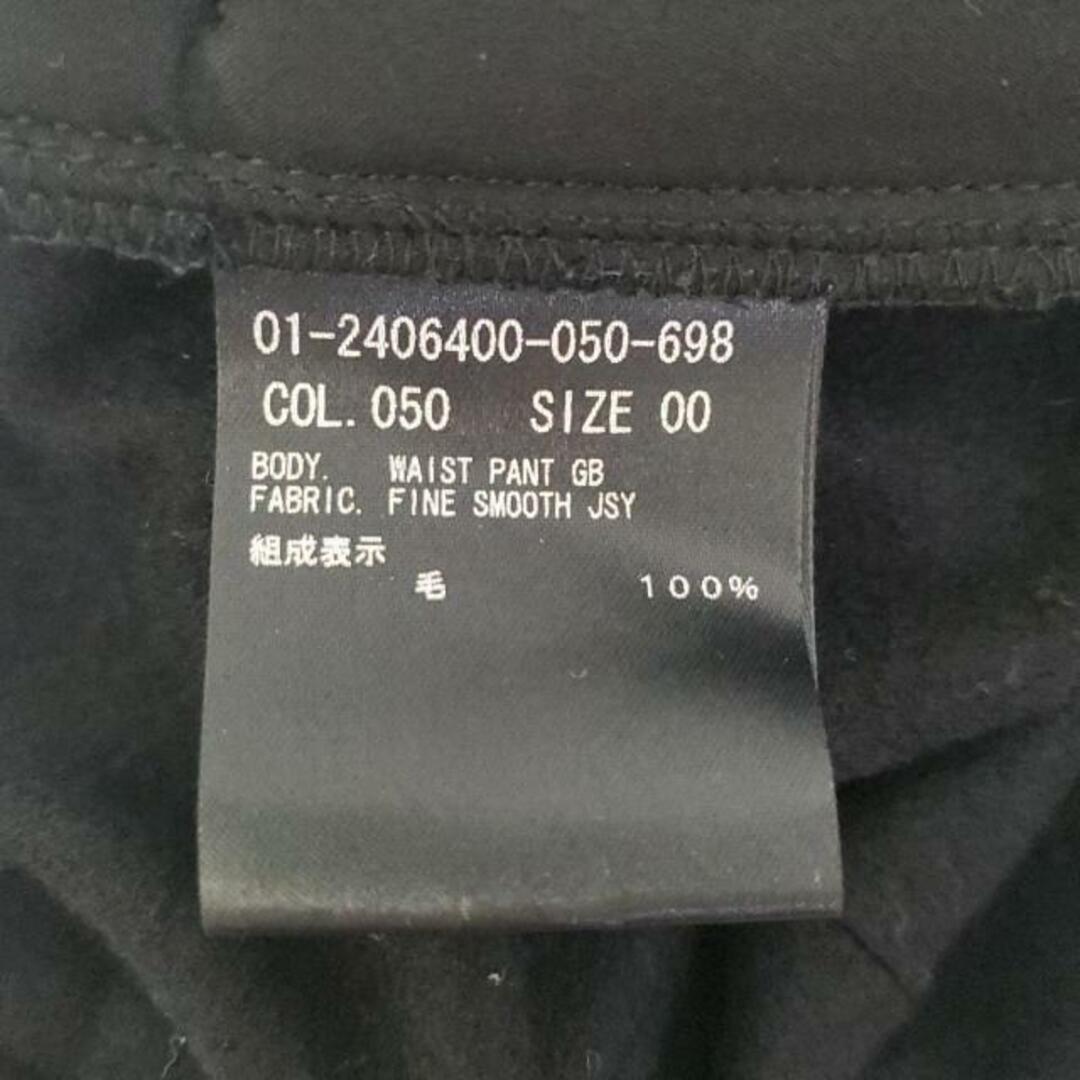 01-2406400-050-698
COL. 050 SIZE 00
BODY. WAIST PANT GB
FABRIC. FINE SMOOTH JSY
組成表示
毛 100%